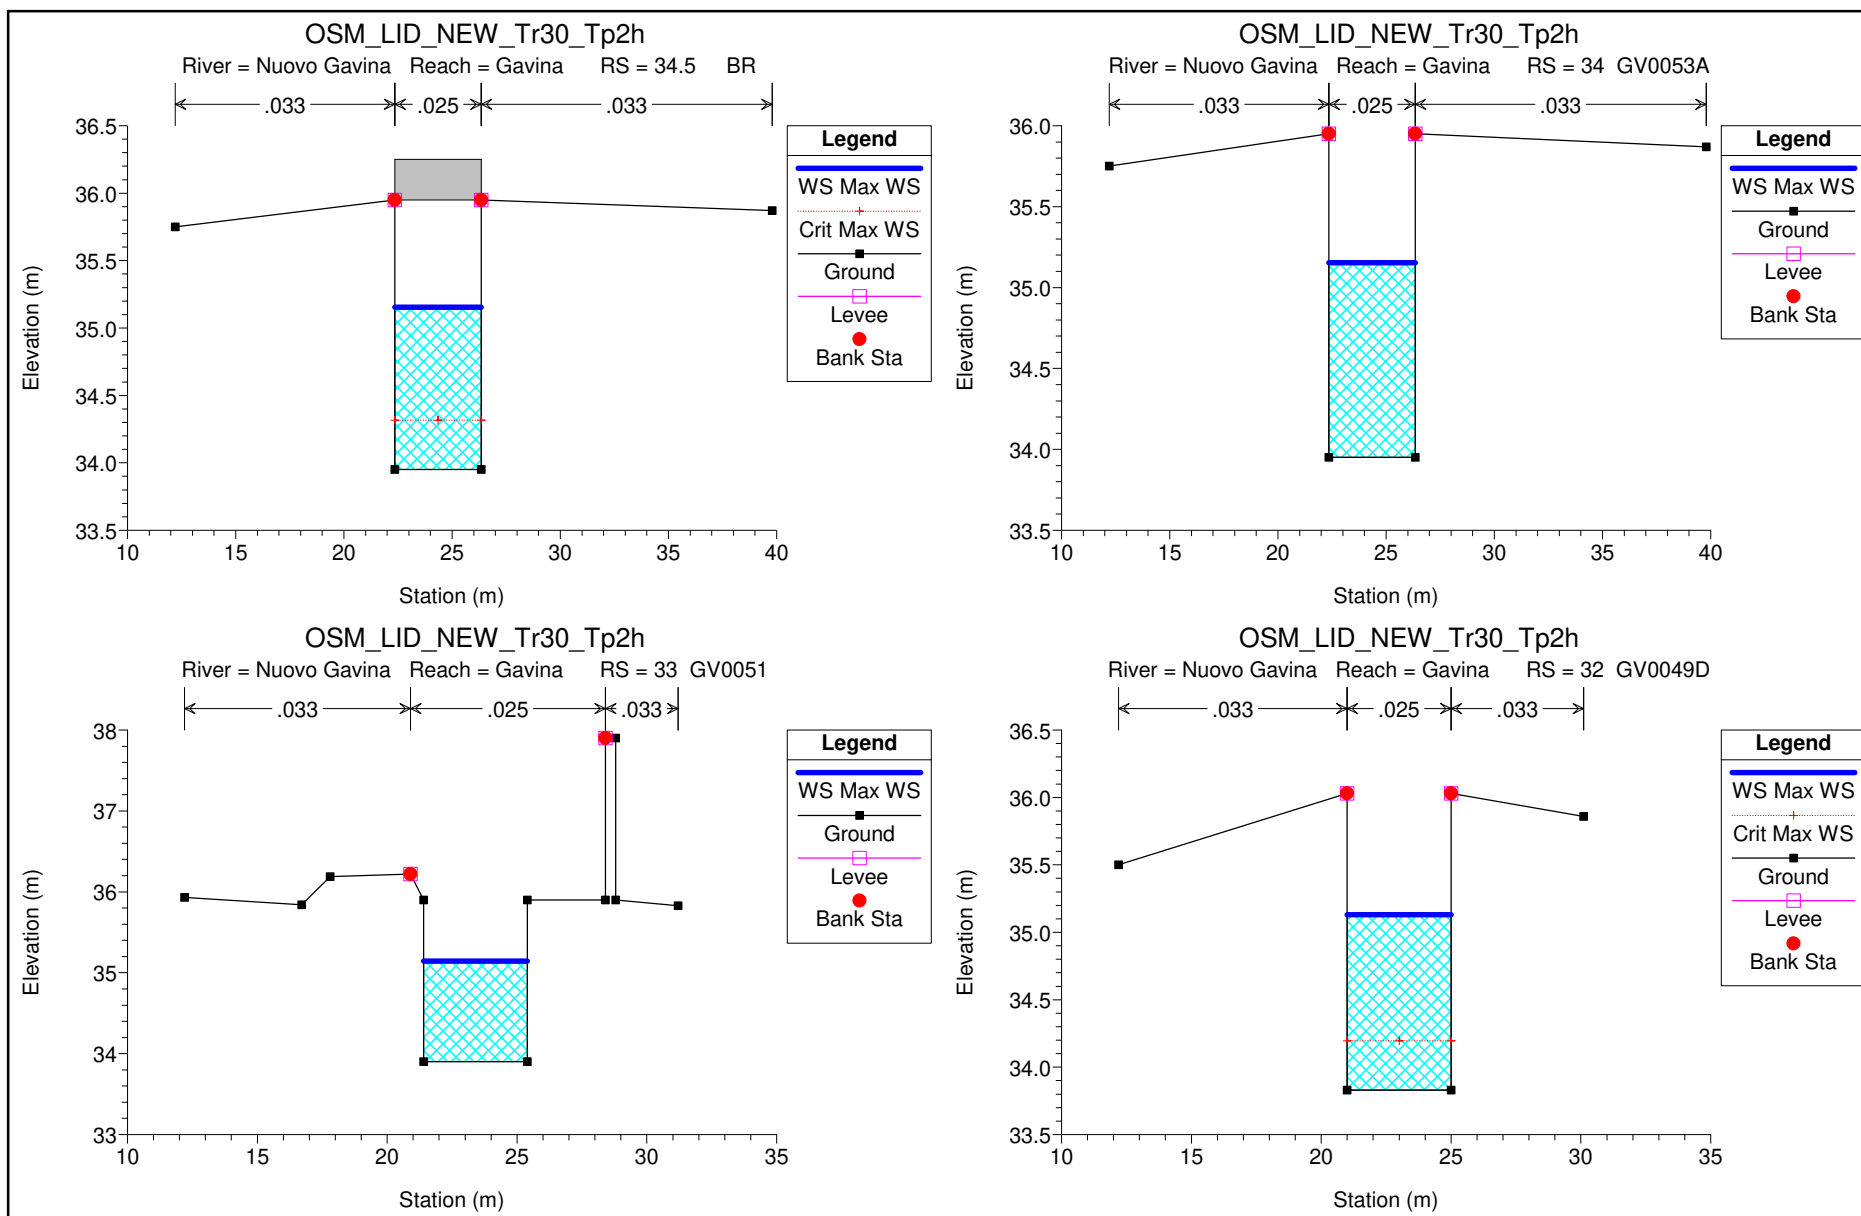 OSM_LID_NEW_Tr30_Tp2h
River = Nuovo Gavina Reach = Gavina RS = 34.5 BR
.033 .025 .033
36.5
36.0
35.5
35.0
34.5
34.0
33.5
Elevation (m)
10 15 20 25 30 35 40
Station (m)
Legend
WS Max WS
Crit Max WS
Ground
Levee
Bank Sta
OSM_LID_NEW_Tr30_Tp2h
River = Nuovo Gavina Reach = Gavina RS = 34 GV0053A
.033 .025 .033
36.0
35.5
35.0
34.5
34.0
33.5
Elevation (m)
10 15 20 25 30 35 40
Station (m)
Legend
WS Max WS
Ground
Levee
Bank Sta
OSM_LID_NEW_Tr30_Tp2h
River = Nuovo Gavina Reach = Gavina RS = 33 GV0051
.033 .025 .033
38
37
36
35
34
33
Elevation (m)
10 15 20 25 30 35
Station (m)
Legend
WS Max WS
Ground
Levee
Bank Sta
OSM_LID_NEW_Tr30_Tp2h
River = Nuovo Gavina Reach = Gavina RS = 32 GV0049D
.033 .025 .033
36.5
36.0
35.5
35.0
34.5
34.0
33.5
Elevation (m)
10 15 20 25 30 35
Station (m)
Legend
WS Max WS
Crit Max WS
Ground
Levee
Bank Sta